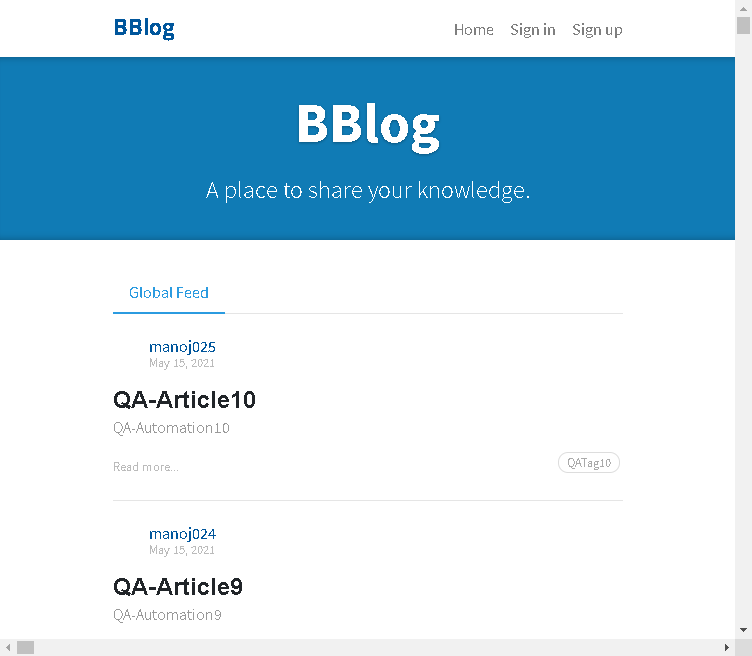 BBlog
Home Sign in Sign up
BBlog
A place to share your knowledge.
Global Feed
manoj025
May 15, 2021
QA-Article10
QA-Automation10
Read more...
QATag10
manoj024
May 15, 2021
QA-Article9
QA-Automation9